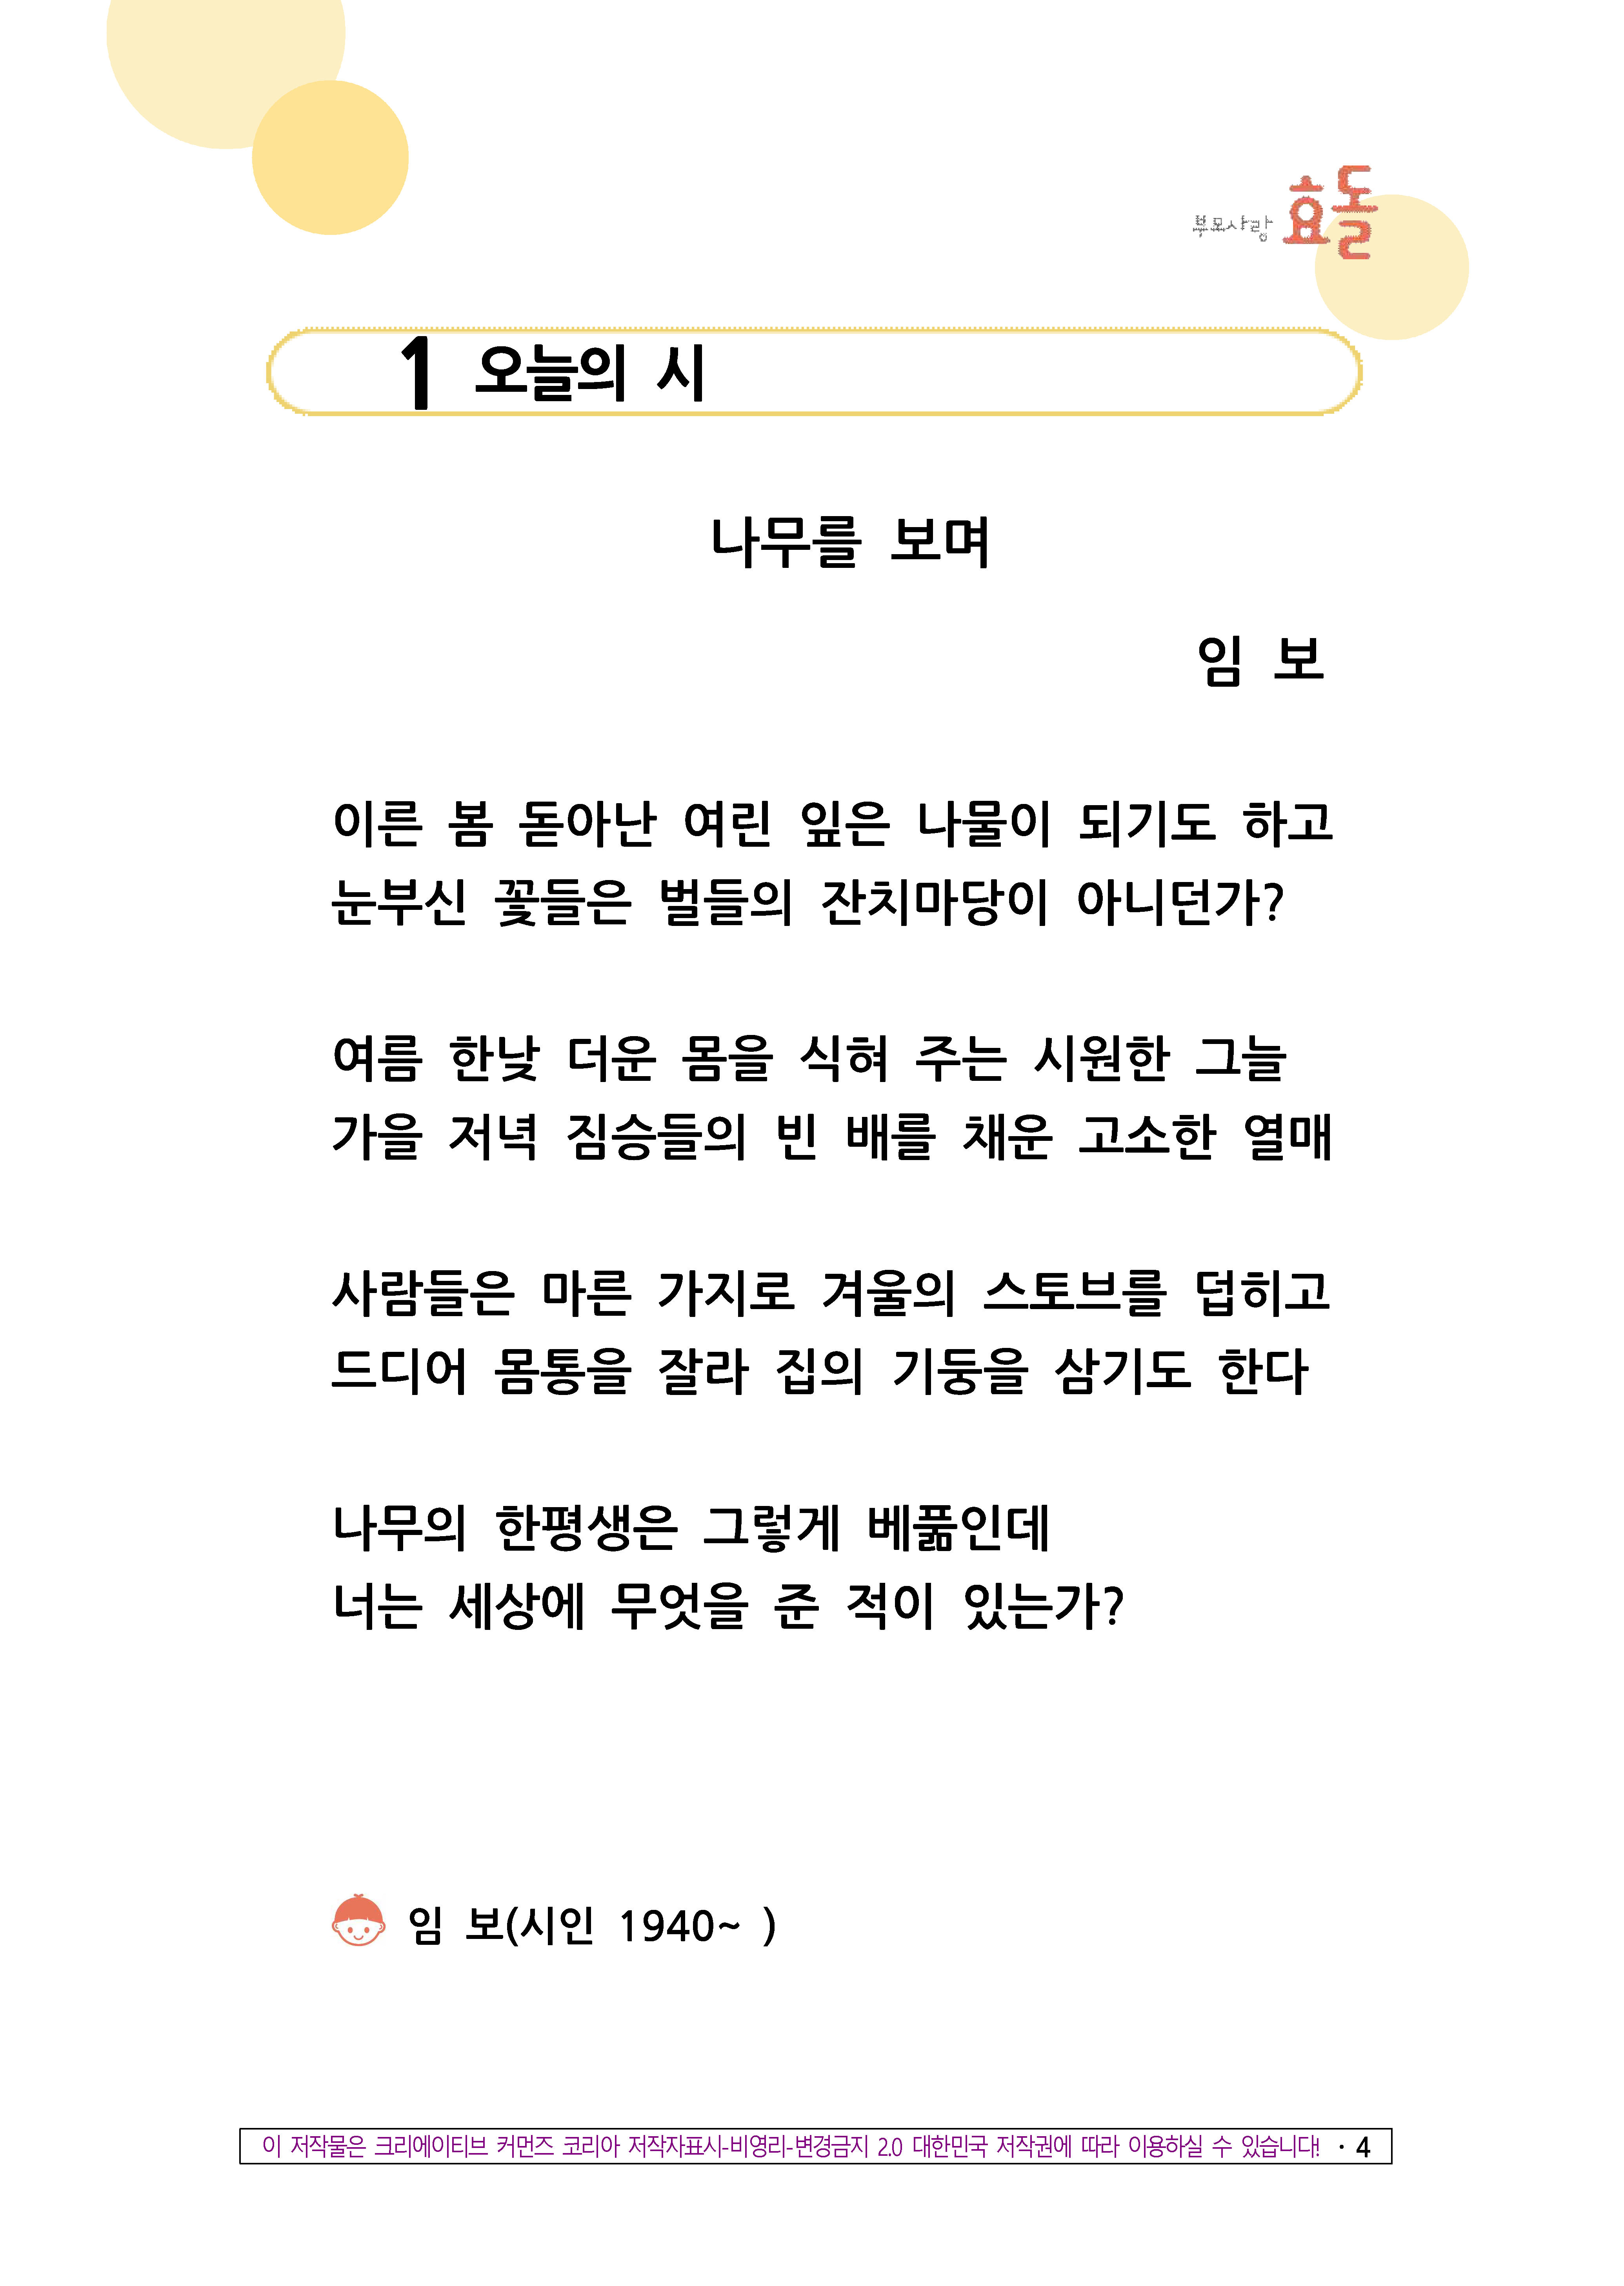 부모사랑 효돌
1 오늘의 시
나무를 보며
임 보
이른 봄 돋아난 여린 잎은 나물이 되기도 하고
눈부신 꽃들은 벌들의 잔치마당이 아니던가?
여름 한낮 더운 몸을 식혀 주는 시원한 그늘
가을 저녁 짐승들의 빈 배를 채운 고소한 열매
사람들은 마른 가지로 겨울의 스토브를 덥히고
드디어 몸통을 잘라 집의 기둥을 삼기도 한다
나무의 한평생은 그렇게 베풂인데
너는 세상에 무엇을 준 적이 있는가?
임 보(시인 1940~ )
이 저작물은 크리에이티브 커먼즈 코리아 저작자표시-비영리-변경금지 2.0 대한민국 저작권에 따라 이용하실 수 있습니다! · 4